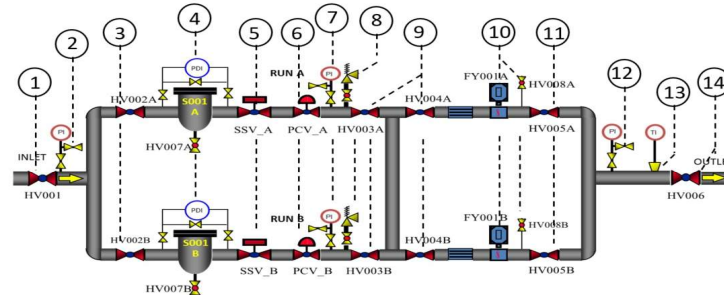 1
2
3
4
5
6
7
8
9
10
11
12
13
14
PDI
RUN A
PI
FY001A
HV008A
HV002A
S001
A
HV004A
PI
PI
TI
INLET
SSV_A
PCV_A
HV003A
HV005A
OUTLE
HV007A
HV001
HV006
PDI
RUN B
PI
FY001B
HV008B
HV002B
S001
B
HV004B
SSV_B
PCV_B
HV003B
HV005B
HV007B